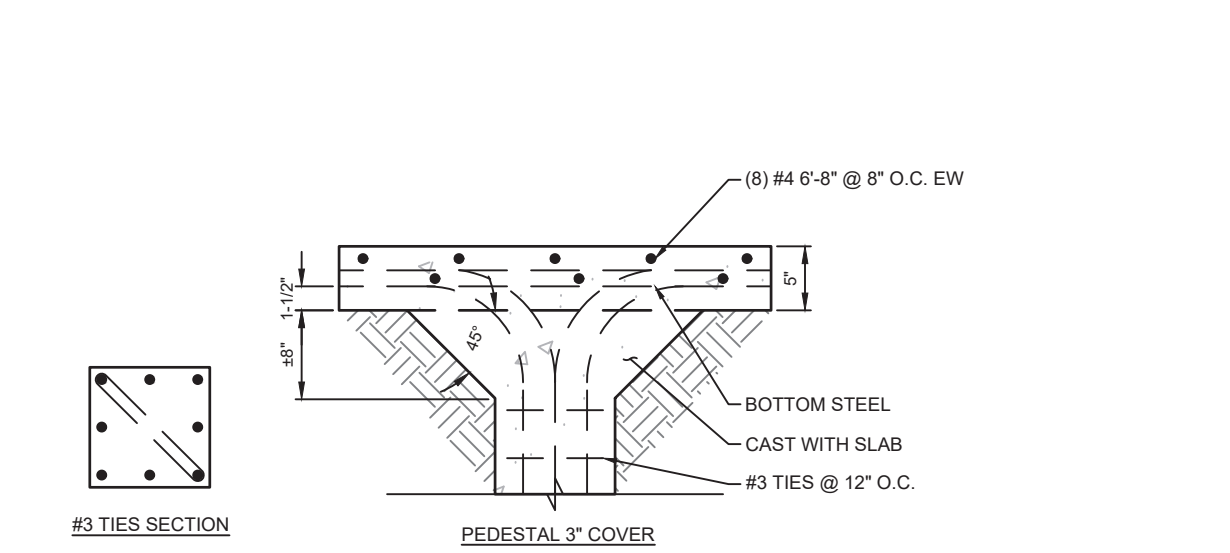 (8) #4 6'-8" @ 8" O.C. EW
5"
1-1/2"
±8"
45°
BOTTOM STEEL
CAST WITH SLAB
#3 TIES @ 12" O.C.
#3 TIES SECTION
PEDESTAL 3" COVER